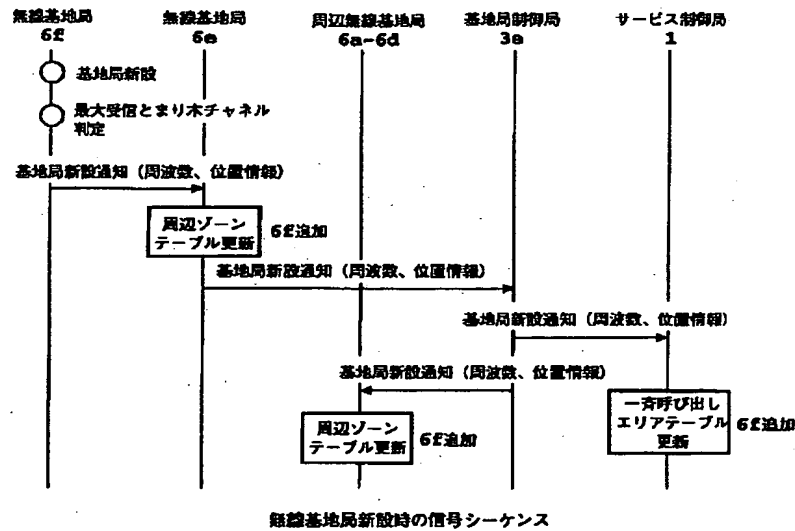 無線基地局 無線基地局 周辺無線基地局 基地局制御局 サービス制御局
6f 6e 6a-6d 3a 1
基地局新設
最大受信とまり木チャネル
判定
基地局新設通知（周波数、位置情報）
周辺ゾーン
テーブル更新
6f追加
基地局新設通知（周波数、位置情報）
基地局新設通知（周波数、位置情報）
基地局新設通知（周波数、位置情報）
周辺ゾーン
テーブル更新
6f追加
一斉呼び出し
エリアテーブル
更新
6f追加
無線基地局新設時の信号シーケンス